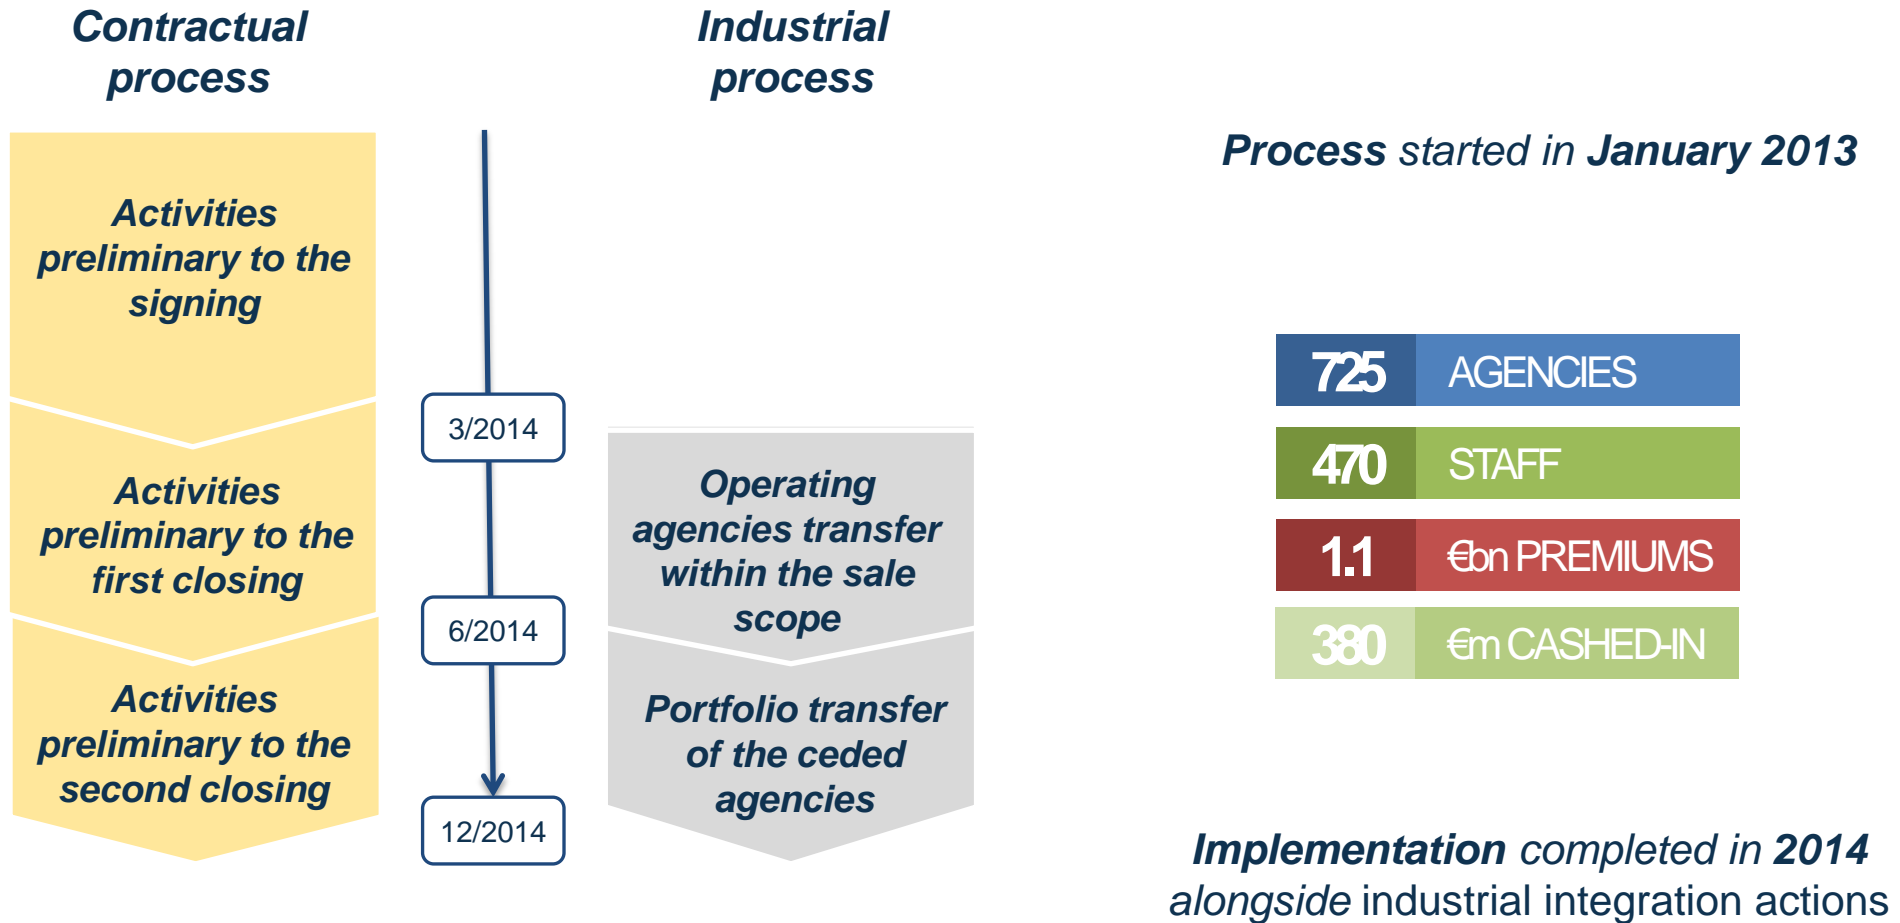 Contractual
process
Activities
preliminary to the
signing
Activities
preliminary to the
first closing
Activities
preliminary to the
second closing
3/2014
6/2014
12/2014
Industrial
process
Operating
agencies transfer
within the sale
scope
Portfolio transfer
of the ceded
agencies
Process started in January 2013
725 AGENCIES
470 STAFF
1.1 €bn PREMIUMS
380 €m CASHED-IN
Implementation completed in 2014
alongside industrial integration actions